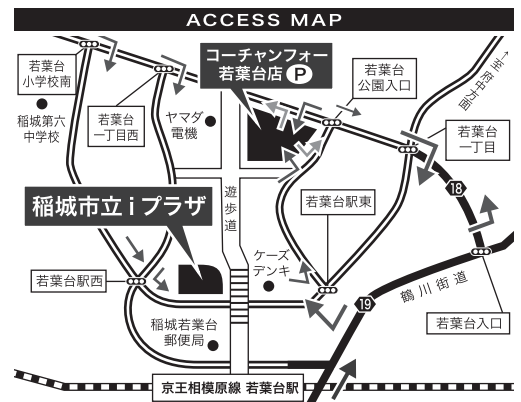 ACCESS MAP
若葉台
小学校南
稲城第六
中学校
若葉台
一丁目西
ヤマダ
電機
コーチャンフォー
若葉台店 P
若葉台
公園入口
→至府中方面
若葉台
一丁目
18
稲城市立 i プラザ
遊歩道
若葉台駅東
ケーズ
デンキ
若葉台駅西
19
鶴川街道
若葉台入口
稲城若葉台
郵便局
京王相模原線 若葉台駅